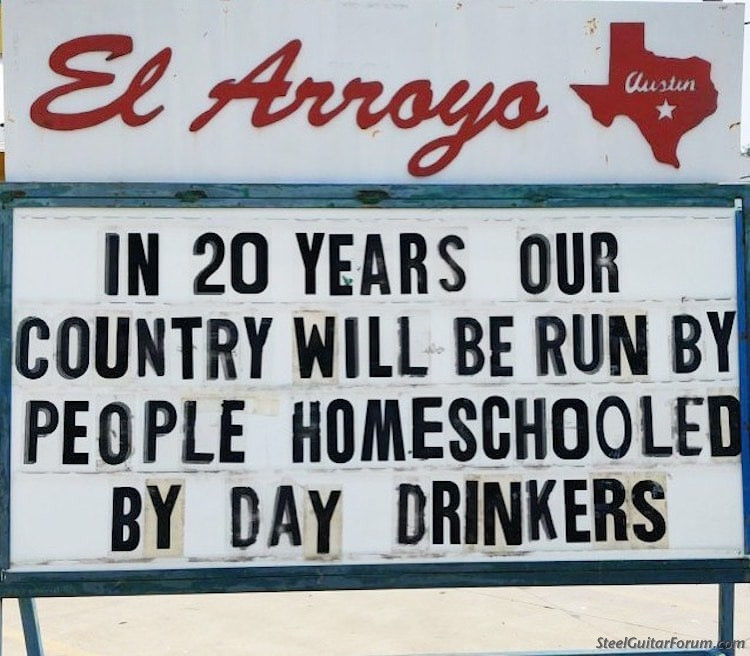 El Arroyo
Austin
IN 20 YEARS OUR
COUNTRY WILL BE RUN BY
PEOPLE HOMESCHOOLED
BY DAY DRINKERS
SteelGuitarForum.com